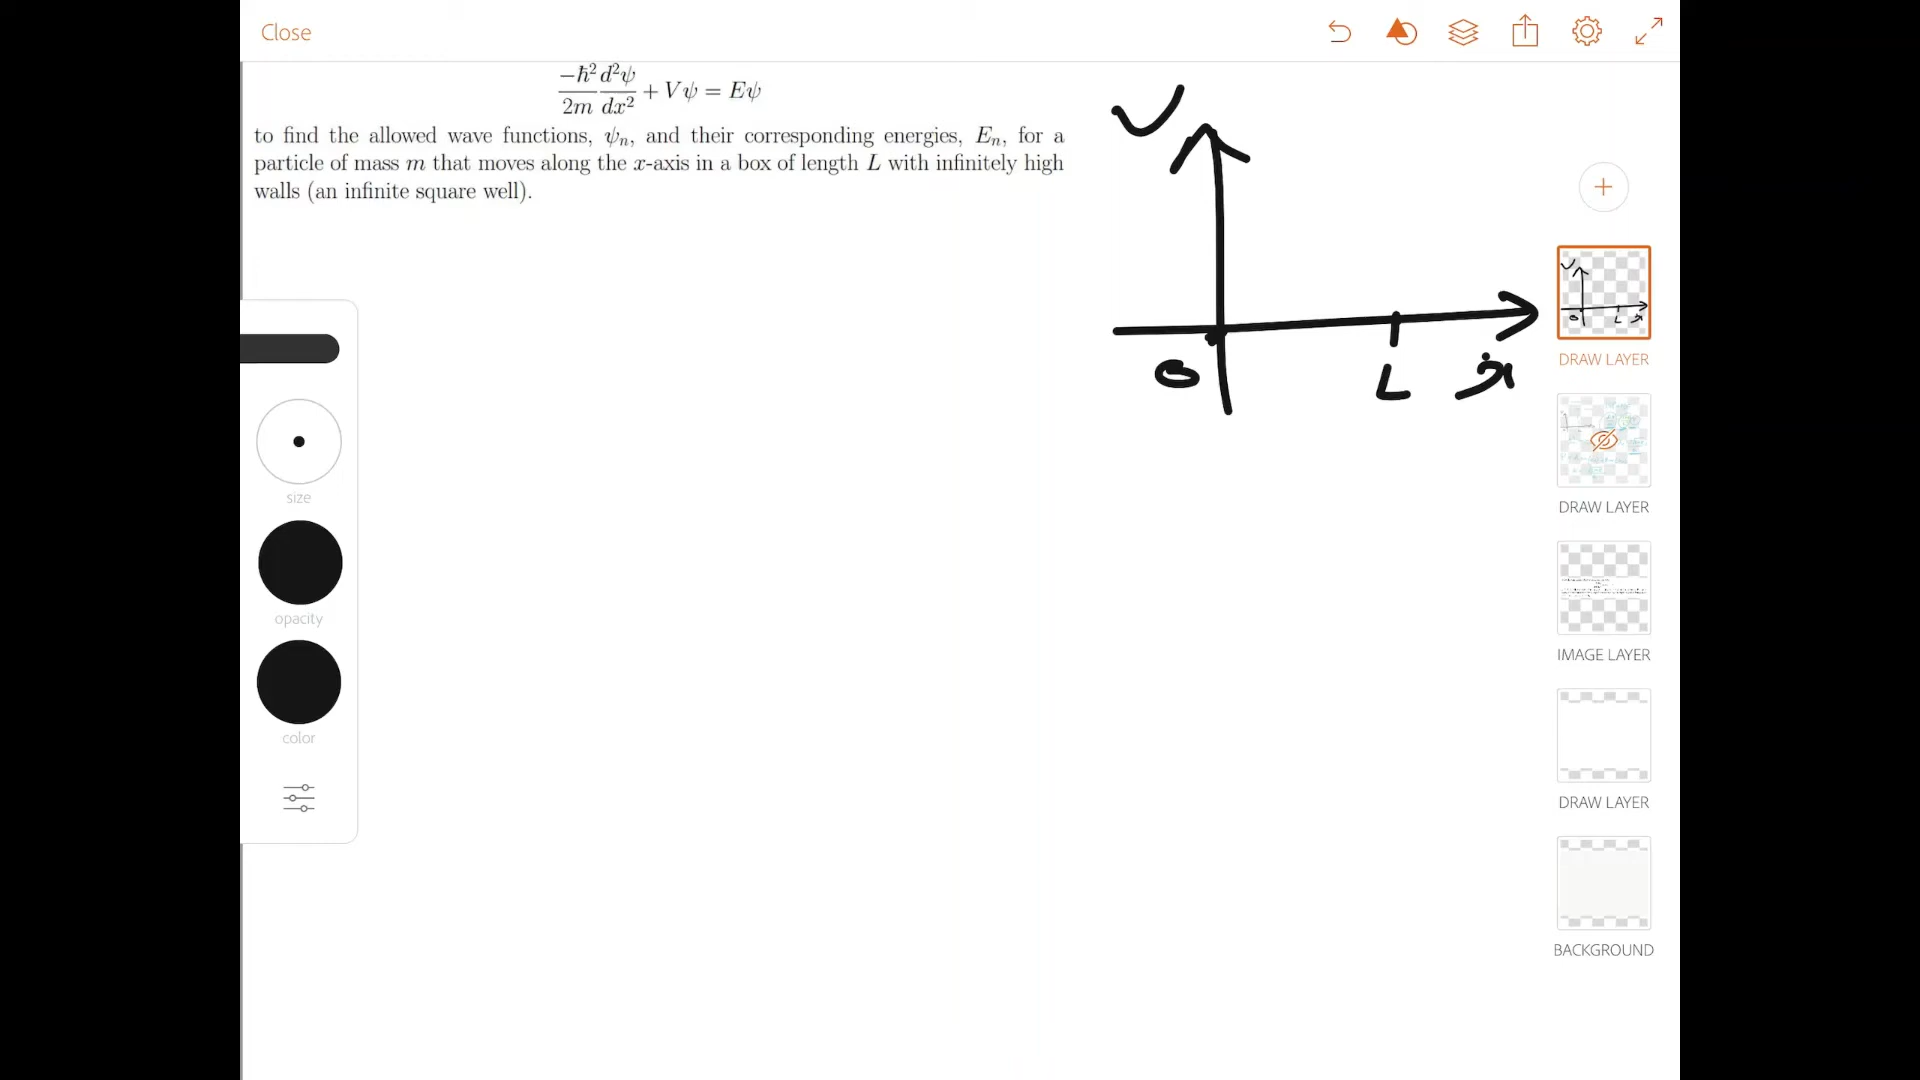 Close
−ħ²/2m d²ψ/dx² + Vψ = Eψ
to find the allowed wave functions, ψₙ, and their corresponding energies, Eₙ, for a
particle of mass m that moves along the x-axis in a box of length L with infinitely high
walls (an infinite square well).
V
0 L x
size
opacity
color
DRAW LAYER
DRAW LAYER
IMAGE LAYER
DRAW LAYER
BACKGROUND